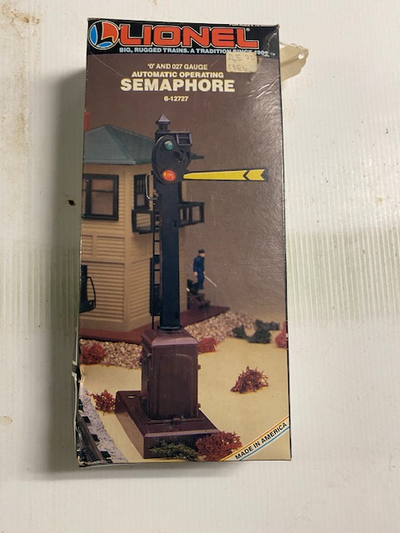 LIONEL
BIG, RUGGED TRAINS. A TRADITION SINCE 1900
'O' AND 027 GAUGE
AUTOMATIC OPERATING
SEMAPHORE
6-12727
MADE IN AMERICA